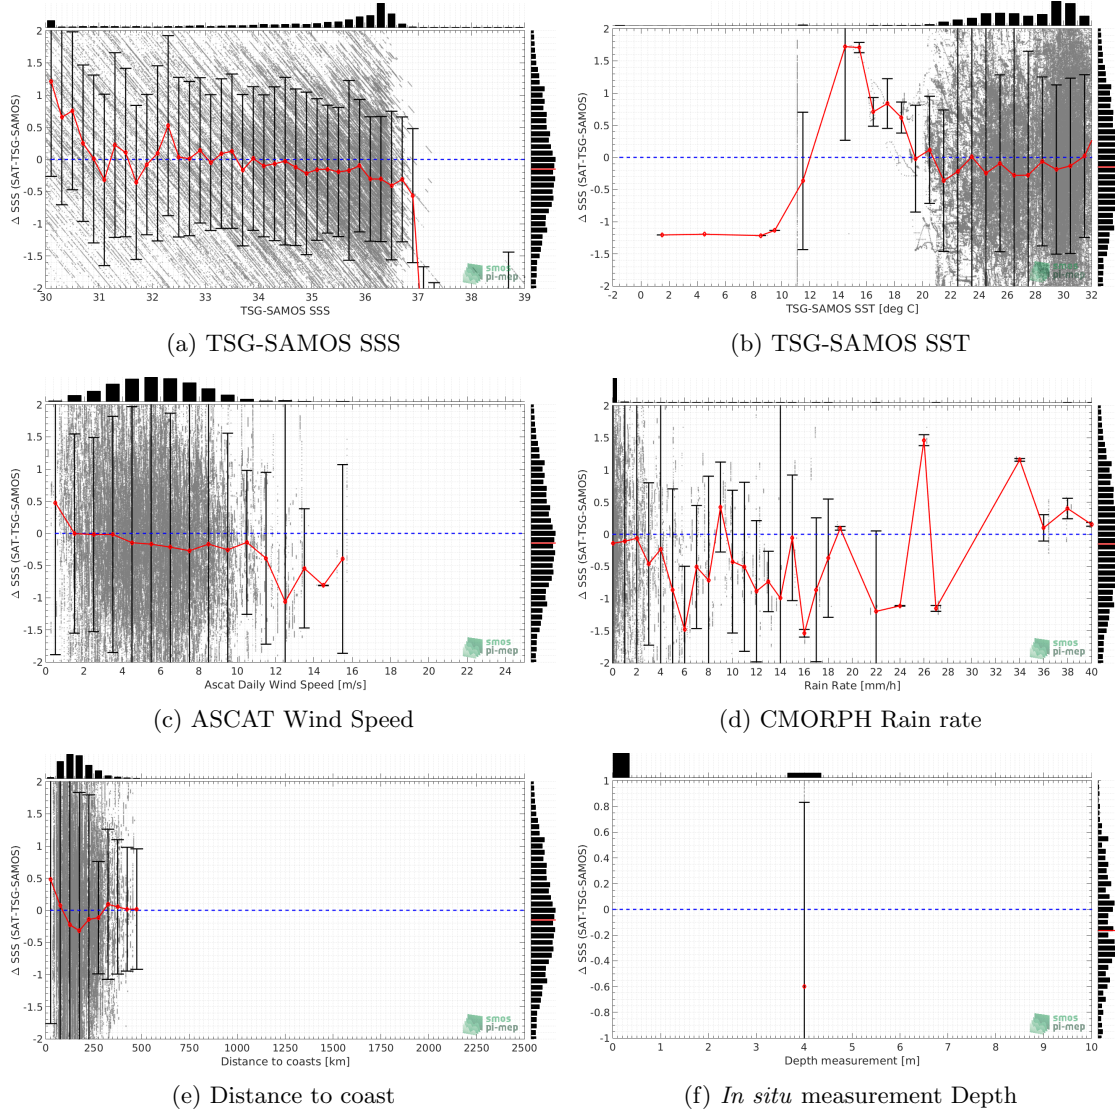 2
1.5
1
0.5
0
-0.5
-1
-1.5
-2
Δ SSS (SAT-TSG-SAMOS)
30 31 32 33 34 35 36 37 38 39
TSG-SAMOS SSS
smos
pi-mep
(a) TSG-SAMOS SSS
2
1.5
1
0.5
0
-0.5
-1
-1.5
-2
Δ SSS (SAT-TSG-SAMOS)
-2 0 2 4 6 8 10 12 14 16 18 20 22 24 26 28 30 32
TSG-SAMOS SST [deg C]
smos
pi-mep
(b) TSG-SAMOS SST
2
1.5
1
0.5
0
-0.5
-1
-1.5
-2
Δ SSS (SAT-TSG-SAMOS)
0 2 4 6 8 10 12 14 16 18 20 22 24
Ascat Daily Wind Speed [m/s]
smos
pi-mep
(c) ASCAT Wind Speed
2
1.5
1
0.5
0
-0.5
-1
-1.5
-2
Δ SSS (SAT-TSG-SAMOS)
0 2 4 6 8 10 12 14 16 18 20 22 24 26 28 30 32 34 36 38 40
Rain Rate [mm/h]
smos
pi-mep
(d) CMORPH Rain rate
2
1.5
1
0.5
0
-0.5
-1
-1.5
-2
Δ SSS (SAT-TSG-SAMOS)
0 250 500 750 1000 1250 1500 1750 2000 2250 2500
Distance to coasts [km]
smos
pi-mep
(e) Distance to coast
1
0.8
0.6
0.4
0.2
0
-0.2
-0.4
-0.6
-0.8
-1
Δ SSS (SAT-TSG-SAMOS)
0 1 2 3 4 5 6 7 8 9 10
Depth measurement [m]
smos
pi-mep
(f) In situ measurement Depth